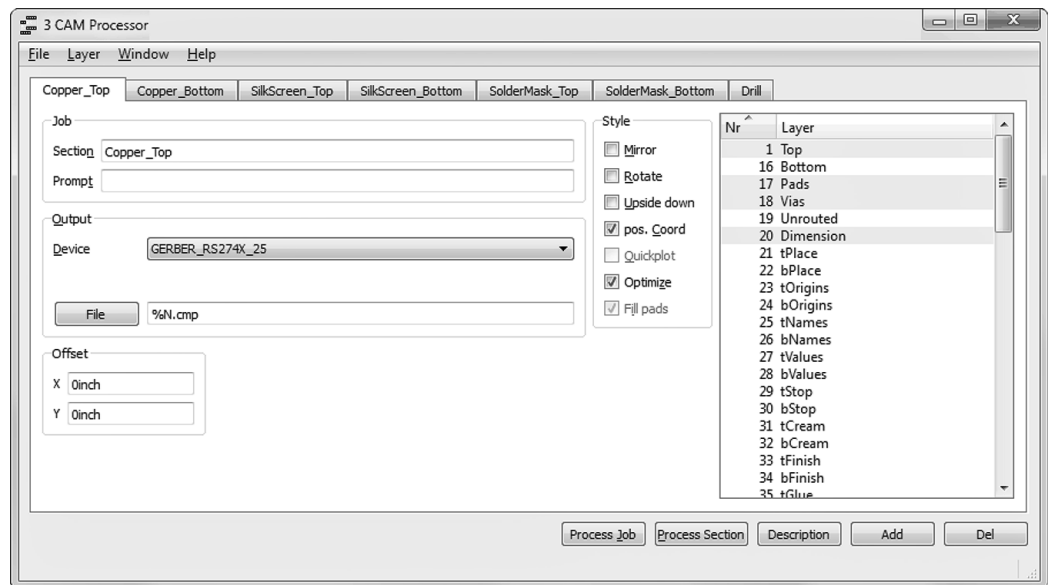 3 CAM Processor
File Layer Window Help
Copper_Top Copper_Bottom SilkScreen_Top SilkScreen_Bottom SolderMask_Top SolderMask_Bottom Drill
Job
Section Copper_Top
Prompt
Output
Device GERBER_RS274X_25
File %N.cmp
Offset
X 0inch
Y 0inch
Style
Mirror
Rotate
Upside down
pos. Coord
Quickplot
Optimize
Fill pads
Nr Layer
1 Top
16 Bottom
17 Pads
18 Vias
19 Unrouted
20 Dimension
21 tPlace
22 bPlace
23 tOrigins
24 bOrigins
25 tNames
26 bNames
27 tValues
28 bValues
29 tStop
30 bStop
31 tCream
32 bCream
33 tFinish
34 bFinish
35 tGlue
Process Job Process Section Description Add Del